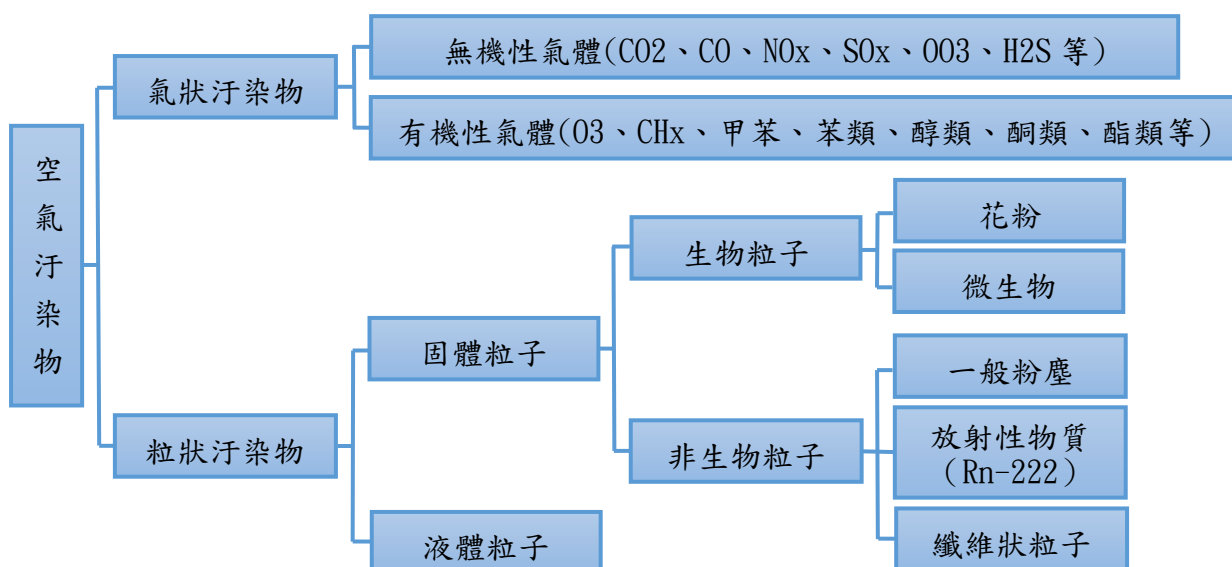 空氣汙染物
氣狀汙染物
無機性氣體(CO2、CO、NOx、SOx、OO3、H2S 等)
有機性氣體(O3、CHx、甲苯、苯類、醇類、酮類、酯類等)
粒狀汙染物
固體粒子
生物粒子
花粉
微生物
非生物粒子
一般粉塵
放射性物質
（Rn-222）
纖維狀粒子
液體粒子